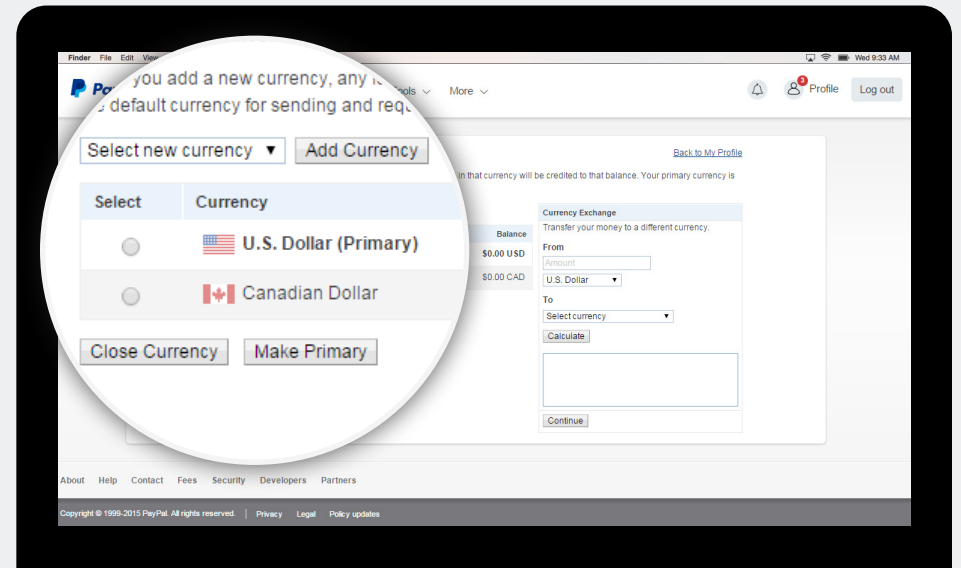 Finder File Edit View
Wed 9:33 AM
More
3
Profile
Log out
you add a new currency, any
default currency for sending and
Select new currency
Add Currency
Select Currency
U.S. Dollar (Primary)
Canadian Dollar
Close Currency
Make Primary
Back to My Profile
in that currency will be credited to that balance. Your primary currency is
Balance
$0.00 USD
$0.00 CAD
Currency Exchange
Transfer your money to a different currency.
From
Amount
U.S. Dollar
To
Select currency
Calculate
Continue
About Help Contact Fees Security Developers Partners
Copyright © 1999-2015 PayPal. All rights reserved. | Privacy Legal Policy updates